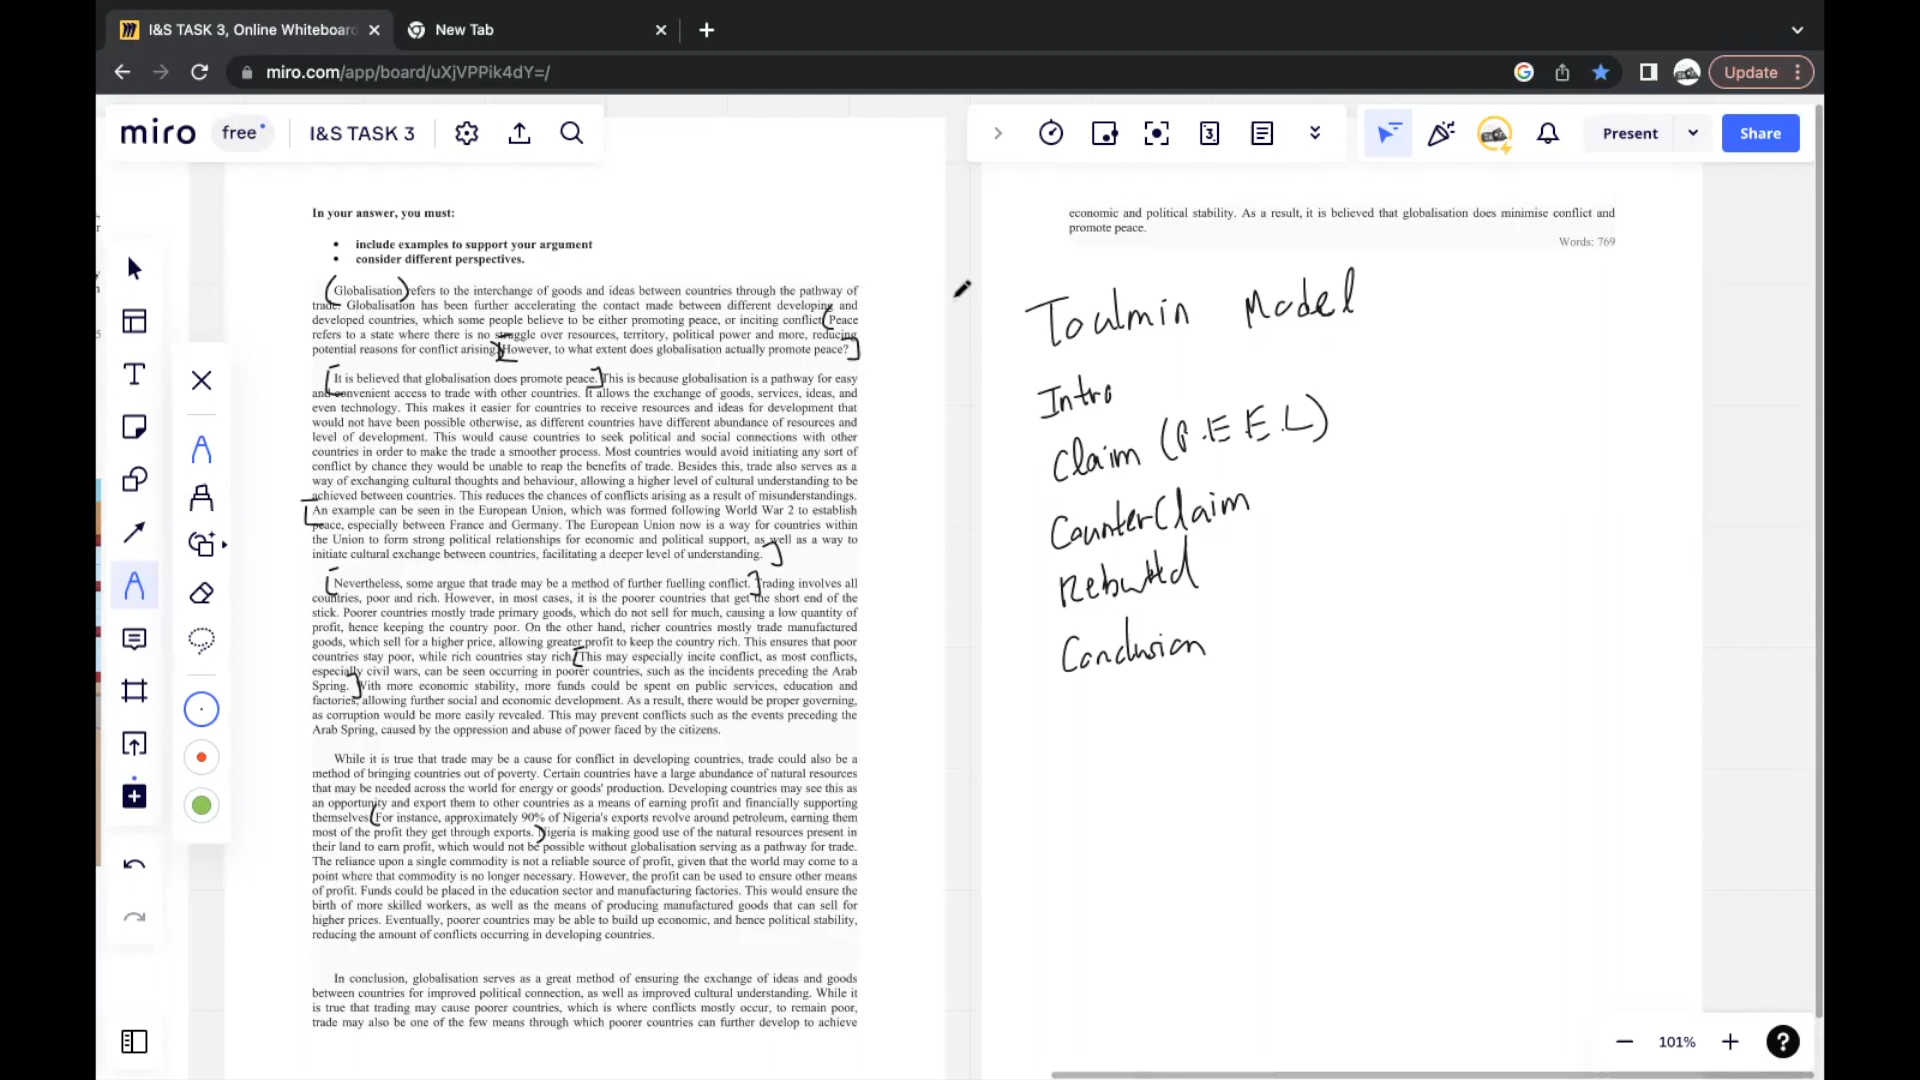 I&S TASK 3, Online Whiteboard
New Tab
miro.com/app/board/uXjVPPik4dY=/
Update
miro
free
I&S TASK 3
3
Present
Share
In your answer, you must:
• include examples to support your argument
• consider different perspectives.
Globalisation refers to the interchange of goods and ideas between countries through the pathway of
trade. Globalisation has been further accelerating the contact made between different developing and
developed countries, which some people believe to be either promoting peace, or inciting conflict. Peace
refers to a state where there is no struggle over resources, territory, political power and more, reducing
potential reasons for conflict arising. However, to what extent does globalisation actually promote peace?
It is believed that globalisation does promote peace. This is because globalisation is a pathway for easy
and convenient access to trade with other countries. It allows the exchange of goods, services, ideas, and
even technology. This makes it easier for countries to receive resources and ideas for development that
would not have been possible otherwise, as different countries have different abundance of resources and
level of development. This would cause countries to seek political and social connections with other
countries in order to make the trade a smoother process. Most countries would avoid initiating any sort of
conflict by chance they would be unable to reap the benefits of trade. Besides this, trade also serves as a
way of exchanging cultural thoughts and behaviour, allowing a higher level of cultural understanding to be
achieved between countries. This reduces the chances of conflicts arising as a result of misunderstandings.
An example can be seen in the European Union, which was formed following World War 2 to establish
peace, especially between France and Germany. The European Union now is a way for countries within
the Union to form strong political relationships for economic and political support, as well as a way to
initiate cultural exchange between countries, facilitating a deeper level of understanding.
Nevertheless, some argue that trade may be a method of further fuelling conflict. Trading involves all
countries, poor and rich. However, in most cases, it is the poorer countries that get the short end of the
stick. Poorer countries mostly trade primary goods, which do not sell for much, causing a low quantity of
profit, hence keeping the country poor. On the other hand, richer countries mostly trade manufactured
goods, which sell for a higher price, allowing greater profit to keep the country rich. This ensures that poor
countries stay poor, while rich countries stay rich. This may especially incite conflict, as most conflicts,
especially civil wars, can be seen occurring in poorer countries, such as the incidents preceding the Arab
Spring. With more economic stability, more funds could be spent on public services, education and
factories, allowing further social and economic development. As a result, there would be proper governing,
as corruption would be more easily revealed. This may prevent conflicts such as the events preceding the
Arab Spring, caused by the oppression and abuse of power faced by the citizens.
While it is true that trade may be a cause for conflict in developing countries, trade could also be a
method of bringing countries out of poverty. Certain countries have a large abundance of natural resources
that may be needed across the world for energy or goods' production. Developing countries may see this as
an opportunity and export them to other countries as a means of earning profit and financially supporting
themselves. For instance, approximately 90% of Nigeria's exports revolve around petroleum, earning them
most of the profit they get through exports. Nigeria is making good use of the natural resources present in
their land to earn profit, which would not be possible without globalisation serving as a pathway for trade.
The reliance upon a single commodity is not a reliable source of profit, given that the world may come to a
point where that commodity is no longer necessary. However, the profit can be used to ensure other means
of profit. Funds could be placed in the education sector and manufacturing factories. This would ensure the
birth of more skilled workers, as well as the means of producing manufactured goods that can sell for
higher prices. Eventually, poorer countries may be able to build up economic, and hence political stability,
reducing the amount of conflicts occurring in developing countries.
In conclusion, globalisation serves as a great method of ensuring the exchange of ideas and goods
between countries for improved political connection, as well as improved cultural understanding. While it
is true that trading may cause poorer countries, which is where conflicts mostly occur, to remain poor,
trade may also be one of the few means through which poorer countries can further develop to achieve
economic and political stability. As a result, it is believed that globalisation does minimise conflict and
promote peace.
Words: 769
Toulmin Model
Intro
Claim (P.E.E.L)
CounterClaim
Rebuttal
Conclusion
101%